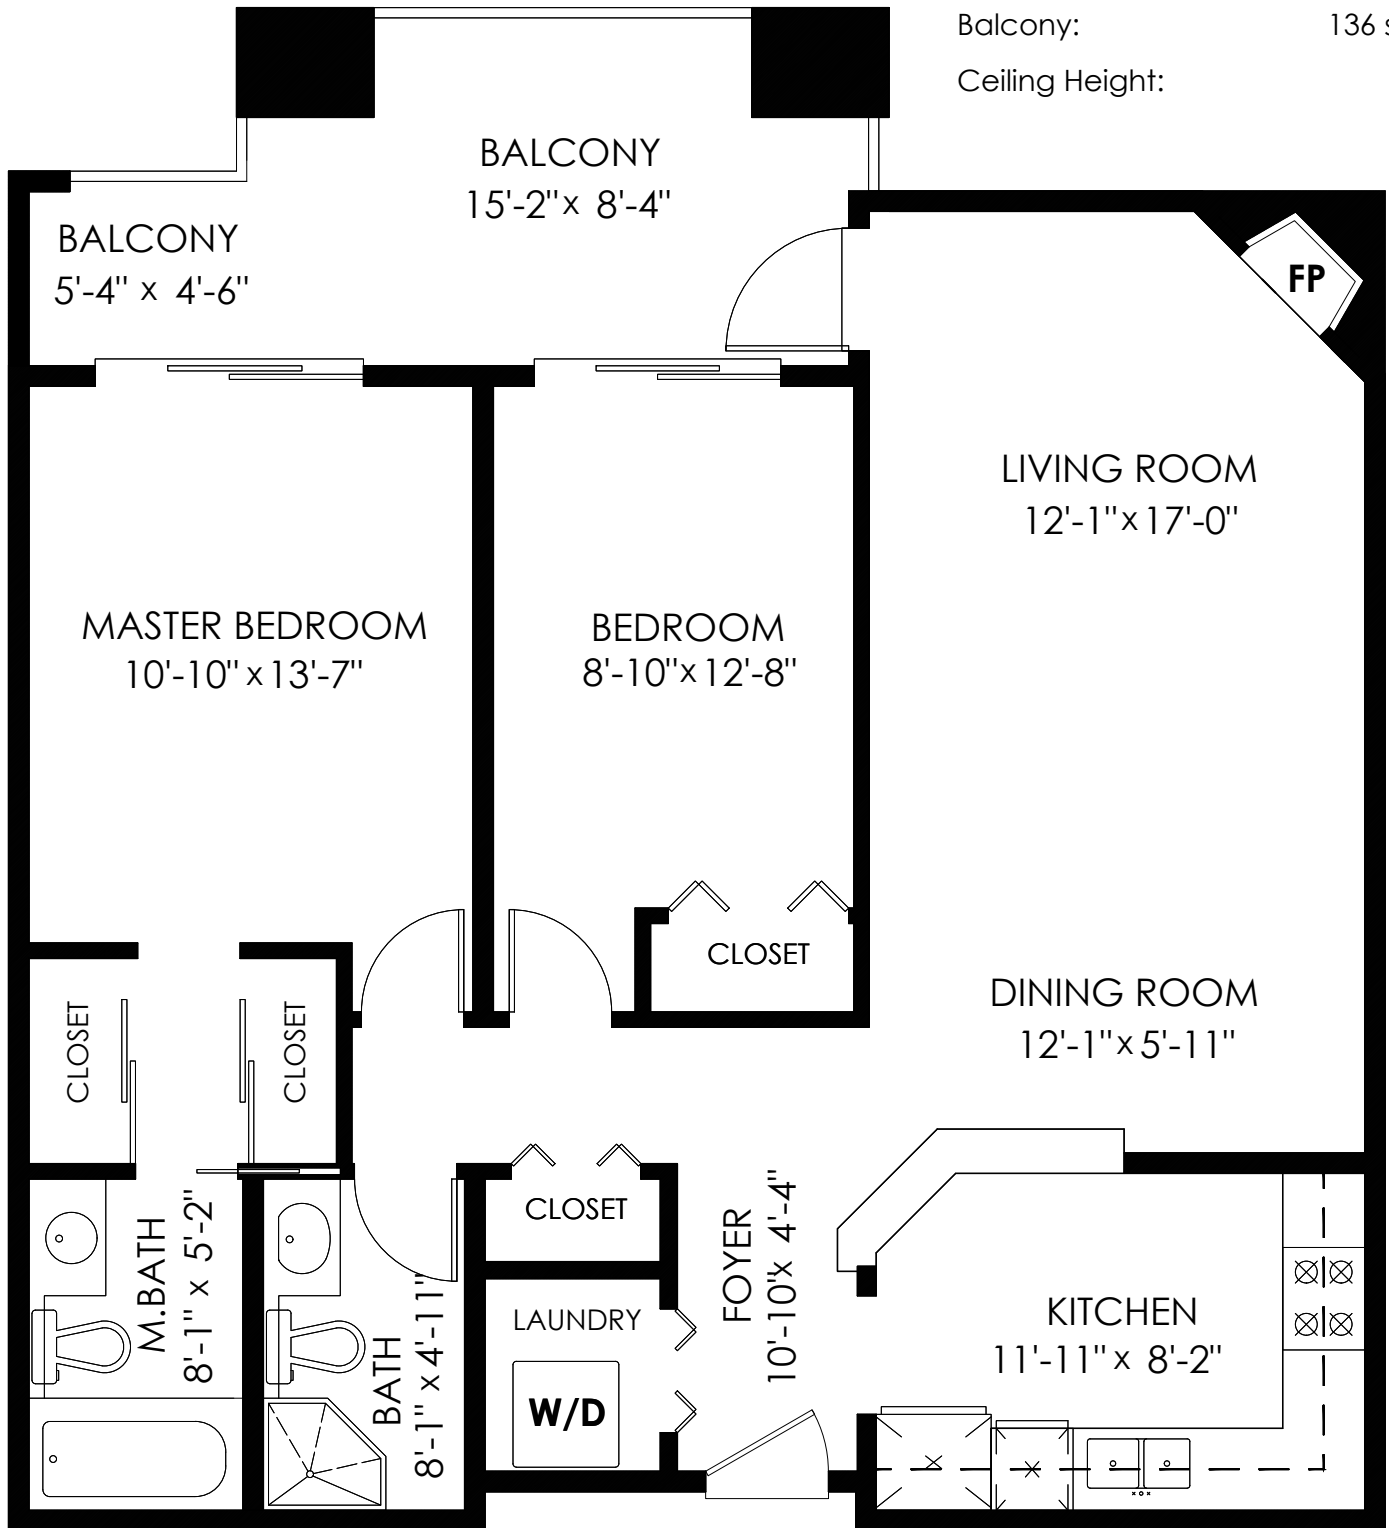 Balcony: 136 s
Ceiling Height:
BALCONY
15'-2" x 8'-4"
BALCONY
5'-4" x 4'-6"
FP
LIVING ROOM
12'-1" x 17'-0"
MASTER BEDROOM
10'-10" x 13'-7"
BEDROOM
8'-10" x 12'-8"
CLOSET
DINING ROOM
12'-1" x 5'-11"
CLOSET
CLOSET
CLOSET
M.BATH
8'-1" x 5'-2"
BATH
8'-1" x 4'-11"
LAUNDRY
W/D
FOYER
10'-10" x 4'-4"
KITCHEN
11'-11" x 8'-2"